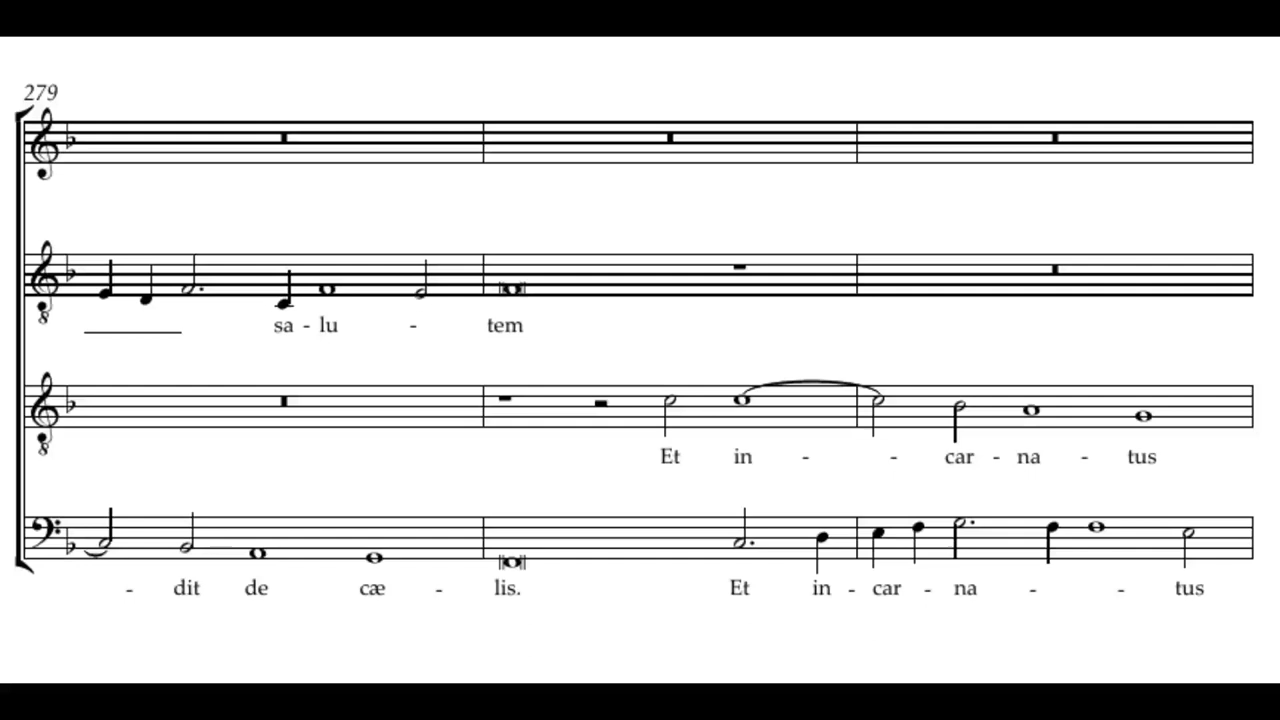 279
sa - lu - tem
Et in - - car - na - tus
- dit de cæ - lis. Et in - car - na - - tus